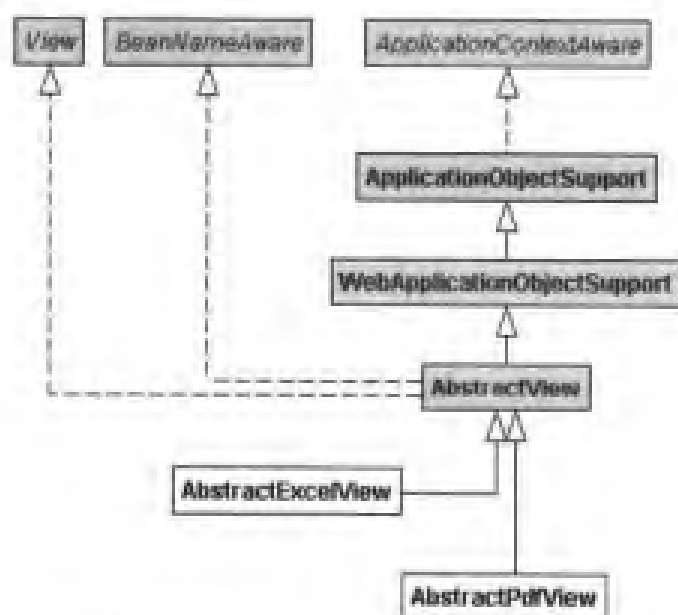 View
BeanNameAware
ApplicationContextAware
ApplicationObjectSupport
WebApplicationObjectSupport
AbstractView
AbstractExcelView
AbstractPdfView